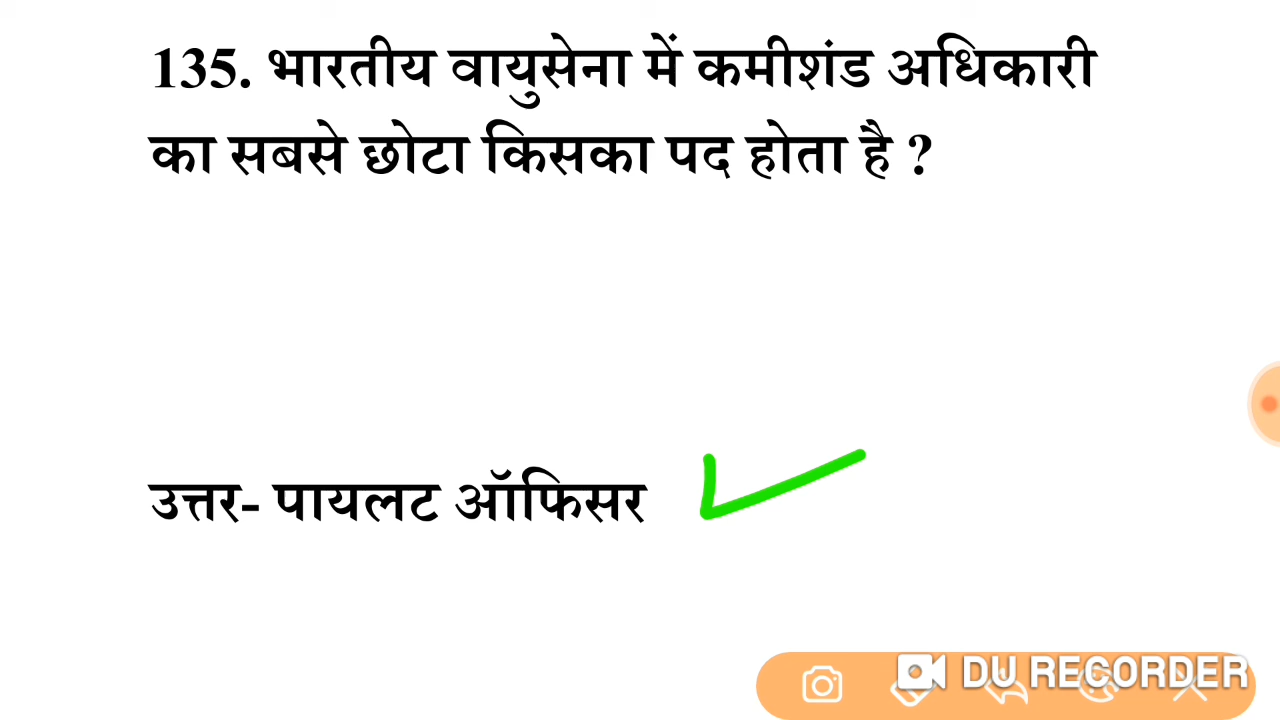 135. भारतीय वायुसेना में कमीशंड अधिकारी
का सबसे छोटा किसका पद होता है ?
उत्तर- पायलट ऑफिसर
DU RECORDER